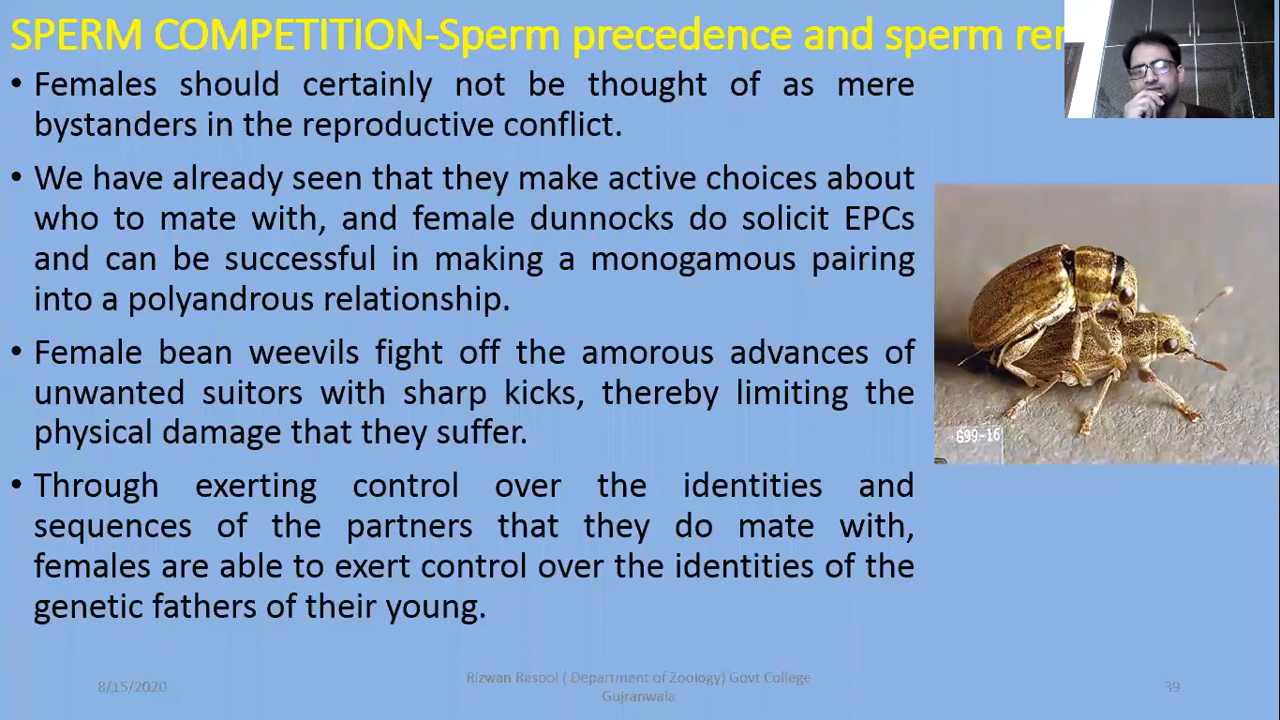 SPERM COMPETITION-Sperm precedence and sperm
• Females should certainly not be thought of as mere
bystanders in the reproductive conflict.
• We have already seen that they make active choices about
who to mate with, and female dunnocks do solicit EPCs
and can be successful in making a monogamous pairing
into a polyandrous relationship.
• Female bean weevils fight off the amorous advances of
unwanted suitors with sharp kicks, thereby limiting the
physical damage that they suffer.
• Through exerting control over the identities and
sequences of the partners that they do mate with,
females are able to exert control over the identities of the
genetic fathers of their young.
G99-16
8/15/2020
Rizwan Rasool ( Department of Zoology) Govt College
Gujranwala
39